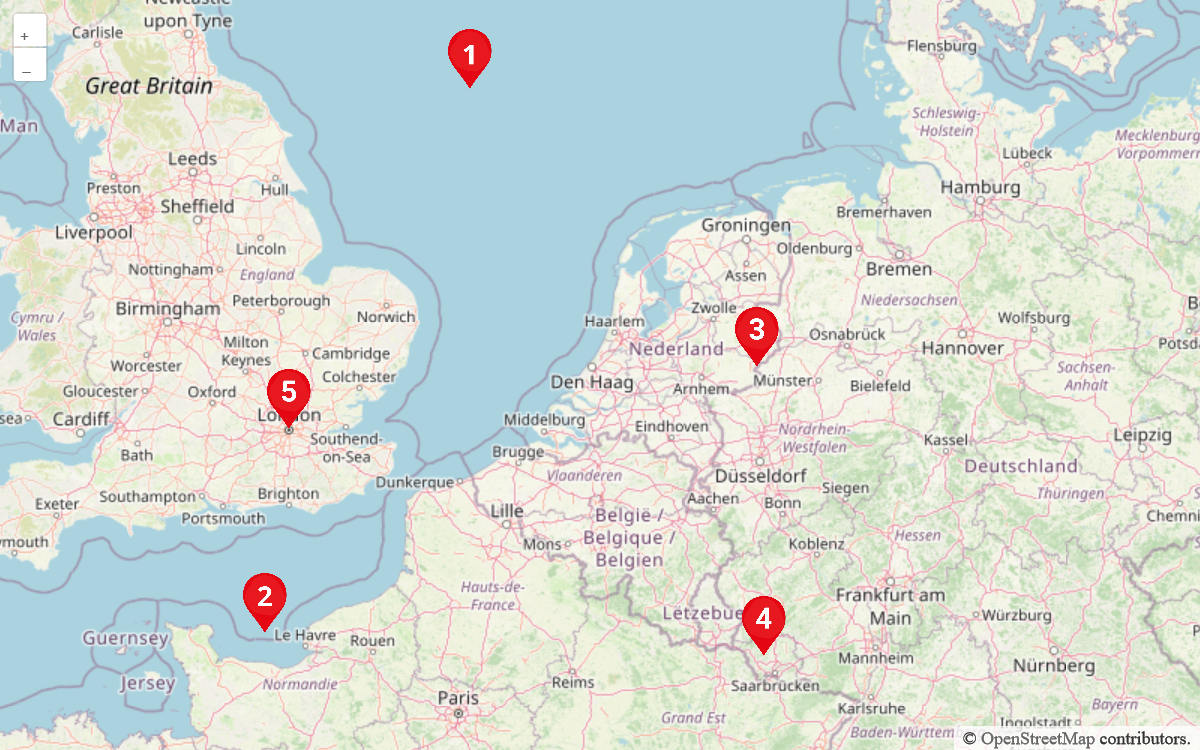 Newcastle
upon Tyne
Carlisle
+
–
1
Flensburg
Great Britain
Man
Schleswig-
Holstein
Mecklenburg
Vorpommern
Leeds
Lübeck
Preston
Hull
Hamburg
Sheffield
Bremerhaven
Liverpool
Groningen
Lincoln
Oldenburg
Nottingham
England
Assen
Bremen
Birmingham
Peterborough
Norwich
Zwolle
Niedersachsen
Cymru /
Wales
Haarlem
3
Osnabrück
Wolfsburg
Milton
Keynes
Cambridge
Nederland
Hannover
Worcester
Colchester
Den Haag
Arnhem
Münster
Bielefeld
Sachsen-
Anhalt
Gloucester
Oxford
5
London
Cardiff
Middelburg
Eindhoven
Nordrhein-
Westfalen
Kassel
Leipzig
Southend-
on-Sea
Bath
Brugge
Vlaanderen
Düsseldorf
Deutschland
Dunkerque
Siegen
Thüringen
Exeter
Southampton
Brighton
Portsmouth
Lille
Aachen
Bonn
België /
Belgique /
Belgien
Mons
Koblenz
Hessen
2
Hauts-de-
France
Frankfurt am
Main
4
Würzburg
Guernsey
Le Havre
Rouen
Mannheim
Nürnberg
Jersey
Normandie
Reims
Saarbrücken
Paris
Karlsruhe
Bayern
Grand Est
Ingolstadt
© OpenStreetMap contributors.